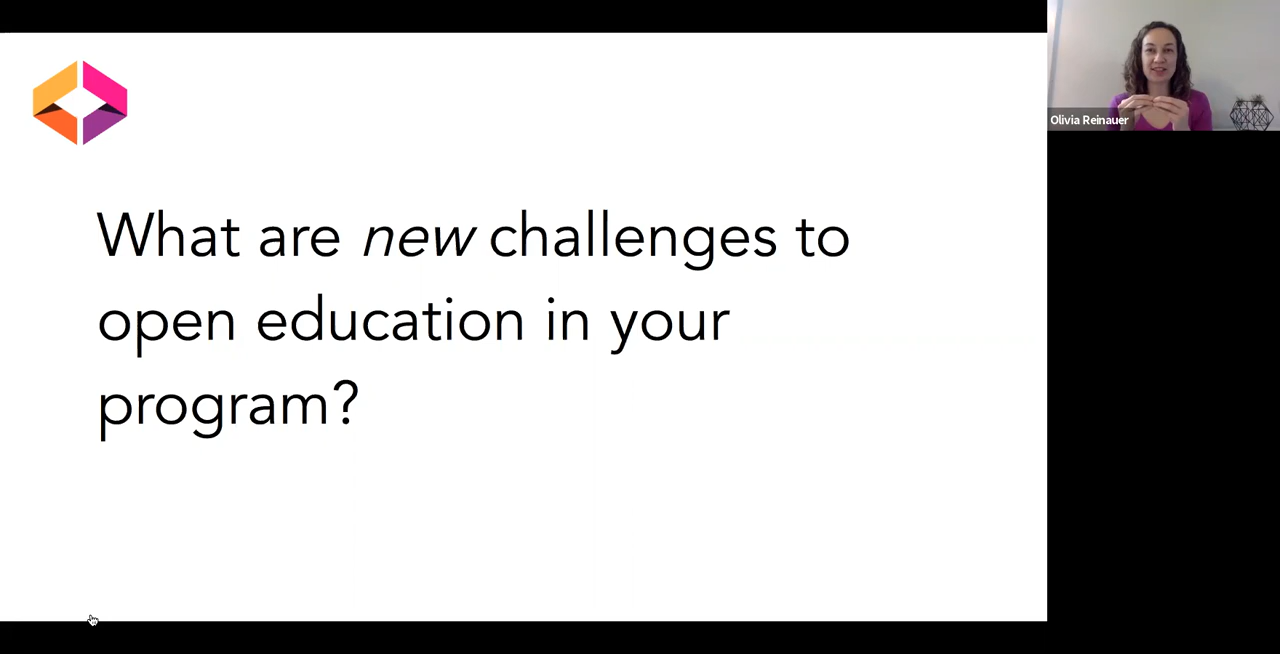 What are new challenges to
open education in your
program?
Olivia Reinauer